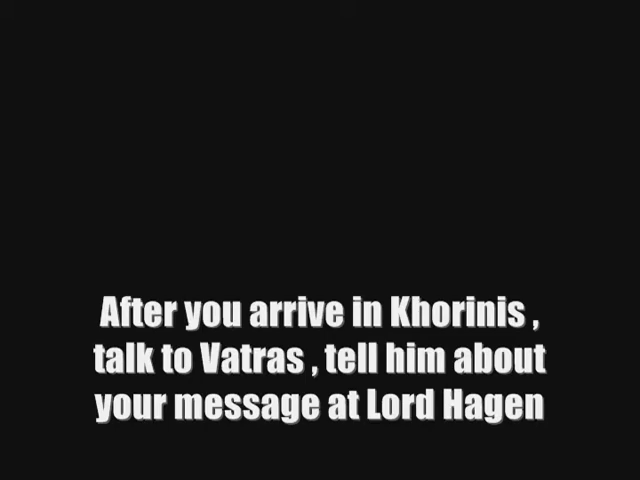 After you arrive in Khorinis ,
talk to Vatras , tell him about
your message at Lord Hagen